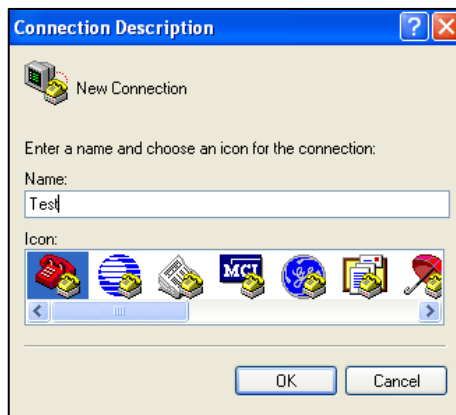 Connection Description
New Connection
Enter a name and choose an icon for the connection:
Name:
Test
Icon:
MCI
OK
Cancel